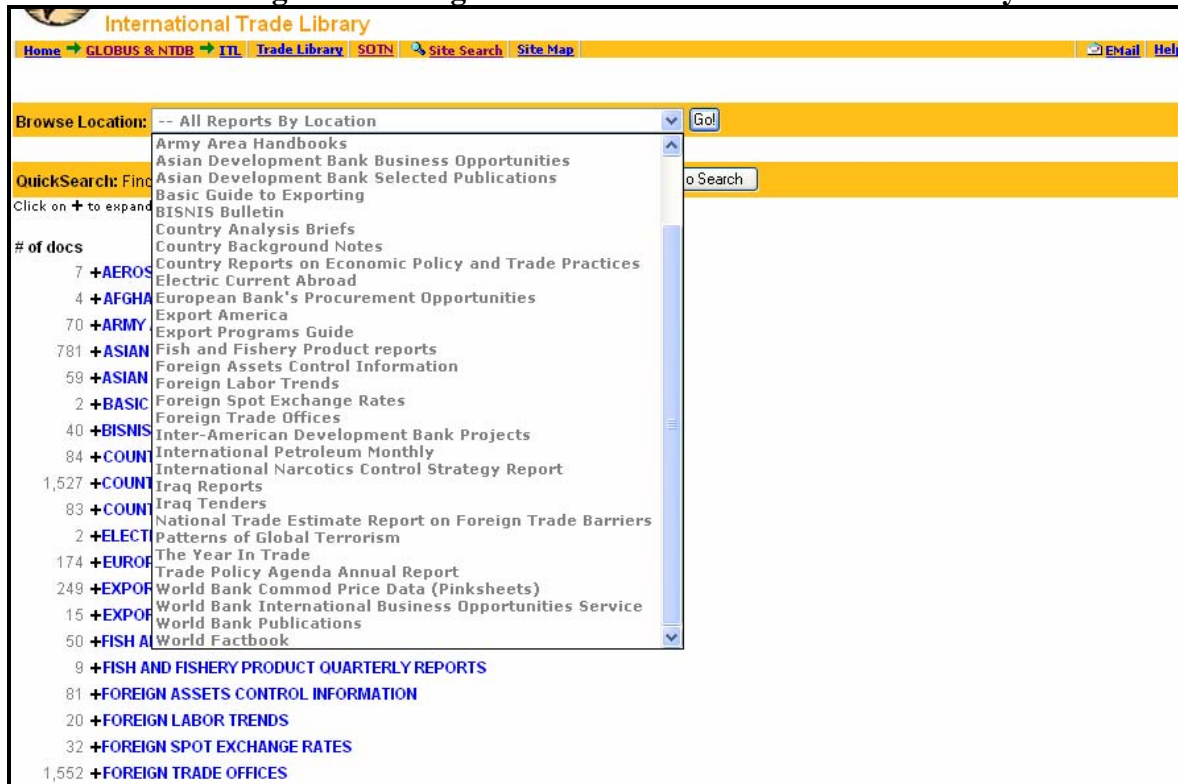 International Trade Library
Home GLOBUS & NTDB ITL Trade Library SOTN Site Search Site Map EMail Help
Browse Location: -- All Reports By Location Go!
Army Area Handbooks
Asian Development Bank Business Opportunities
Asian Development Bank Selected Publications
Basic Guide to Exporting
BISNIS Bulletin
Country Analysis Briefs
Country Background Notes
Country Reports on Economic Policy and Trade Practices
Electric Current Abroad
European Bank's Procurement Opportunities
Export America
Export Programs Guide
Fish and Fishery Product reports
Foreign Assets Control Information
Foreign Labor Trends
Foreign Spot Exchange Rates
Foreign Trade Offices
Inter-American Development Bank Projects
International Petroleum Monthly
International Narcotics Control Strategy Report
Iraq Reports
Iraq Tenders
National Trade Estimate Report on Foreign Trade Barriers
Patterns of Global Terrorism
The Year In Trade
Trade Policy Agenda Annual Report
World Bank Commod Price Data (Pinksheets)
World Bank International Business Opportunities Service
World Bank Publications
World Factbook
QuickSearch: Find o Search
Click on + to expand
# of docs
7 +AEROS
4 +AFGHA
70 +ARMY
781 +ASIAN
59 +ASIAN
2 +BASIC
40 +BISNIS
84 +COUNT
1,527 +COUNT
83 +COUNT
2 +ELECT
174 +EUROP
249 +EXPOR
15 +EXPOR
50 +FISH A
9 +FISH AND FISHERY PRODUCT QUARTERLY REPORTS
81 +FOREIGN ASSETS CONTROL INFORMATION
20 +FOREIGN LABOR TRENDS
32 +FOREIGN SPOT EXCHANGE RATES
1,552 +FOREIGN TRADE OFFICES